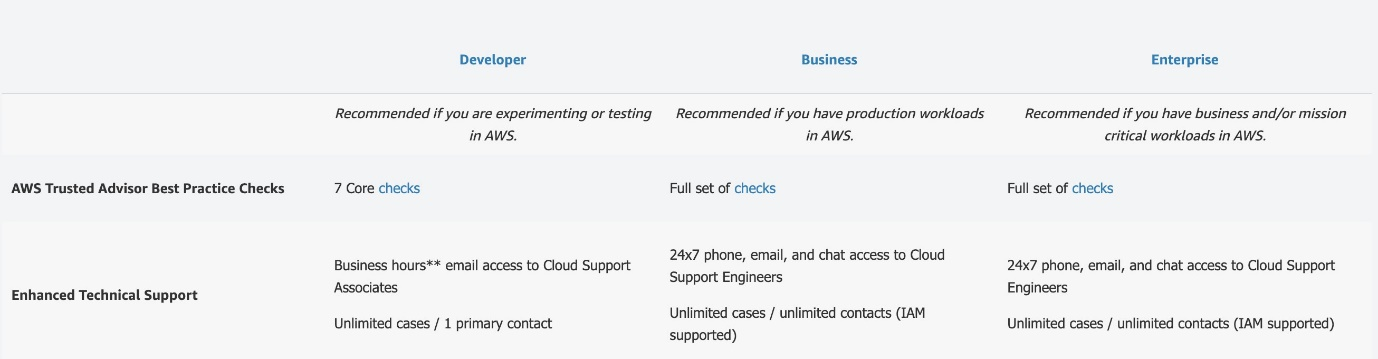 Developer
Business
Enterprise
Recommended if you are experimenting or testing
in AWS.
Recommended if you have production workloads
in AWS.
Recommended if you have business and/or mission
critical workloads in AWS.
AWS Trusted Advisor Best Practice Checks
7 Core checks
Full set of checks
Full set of checks
Enhanced Technical Support
Business hours** email access to Cloud Support
Associates
Unlimited cases / 1 primary contact
24x7 phone, email, and chat access to Cloud
Support Engineers
Unlimited cases / unlimited contacts (IAM
supported)
24x7 phone, email, and chat access to Cloud Support
Engineers
Unlimited cases / unlimited contacts (IAM supported)